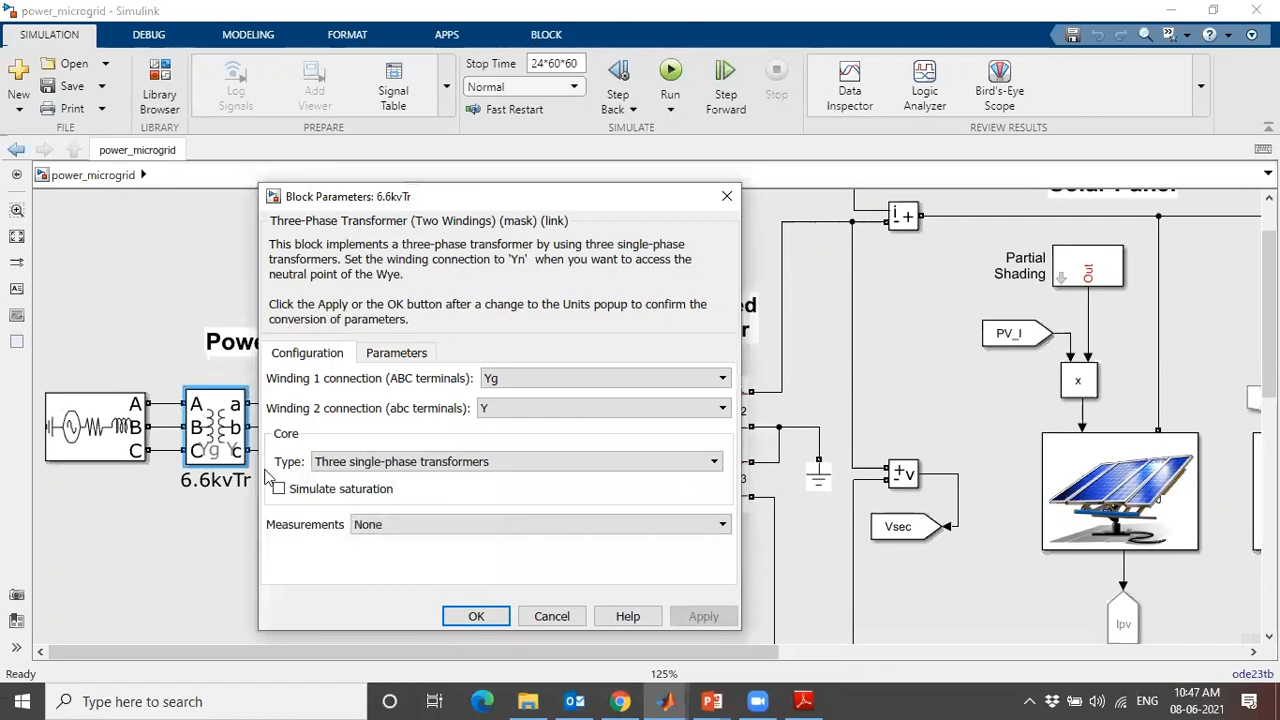 power_microgrid - Simulink
SIMULATION
DEBUG
MODELING
FORMAT
APPS
BLOCK
New
Open
Save
Print
FILE
Library
Browser
LIBRARY
Log
Signals
Add
Viewer
Signal
Table
PREPARE
Stop Time
24*60*60
Normal
Fast Restart
Step
Back
Run
Step
Forward
Stop
SIMULATE
Data
Inspector
Logic
Analyzer
Bird's-Eye
Scope
REVIEW RESULTS
power_microgrid
power_microgrid
Block Parameters: 6.6kvTr
Three-Phase Transformer (Two Windings) (mask) (link)
This block implements a three-phase transformer by using three single-phase
transformers. Set the winding connection to 'Yn' when you want to access the
neutral point of the Wye.
Click the Apply or the OK button after a change to the Units popup to confirm the
conversion of parameters.
Configuration
Parameters
Winding 1 connection (ABC terminals):
Yg
Winding 2 connection (abc terminals):
Y
Core
Type:
Three single-phase transformers
Simulate saturation
Measurements
None
OK
Cancel
Help
Apply
A
B
C
A
B
C
a
b
c
Yg
Y
6.6kvTr
2
3
i
+
-
+
-
v
Vsec
Solar Panel
Partial
Shading
Out
PV_I
x
Ipv
Ready
125%
ode23tb
Type here to search
ENG
10:47 AM
08-06-2021